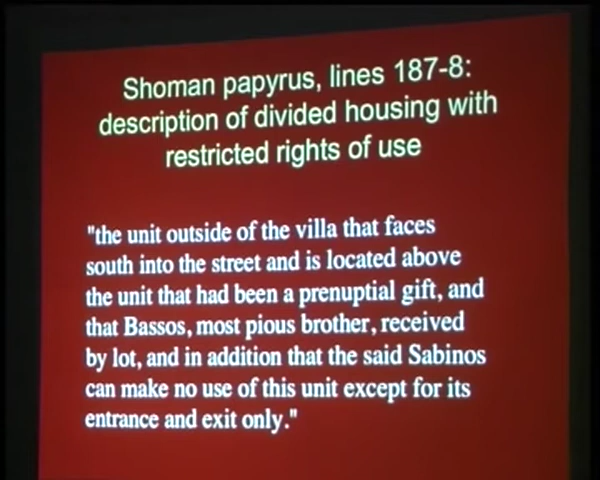 Shoman papyrus, lines 187-8:
description of divided housing with
restricted rights of use
"the unit outside of the villa that faces
south into the street and is located above
the unit that had been a prenuptial gift, and
that Bassos, most pious brother, received
by lot, and in addition that the said Sabinos
can make no use of this unit except for its
entrance and exit only."